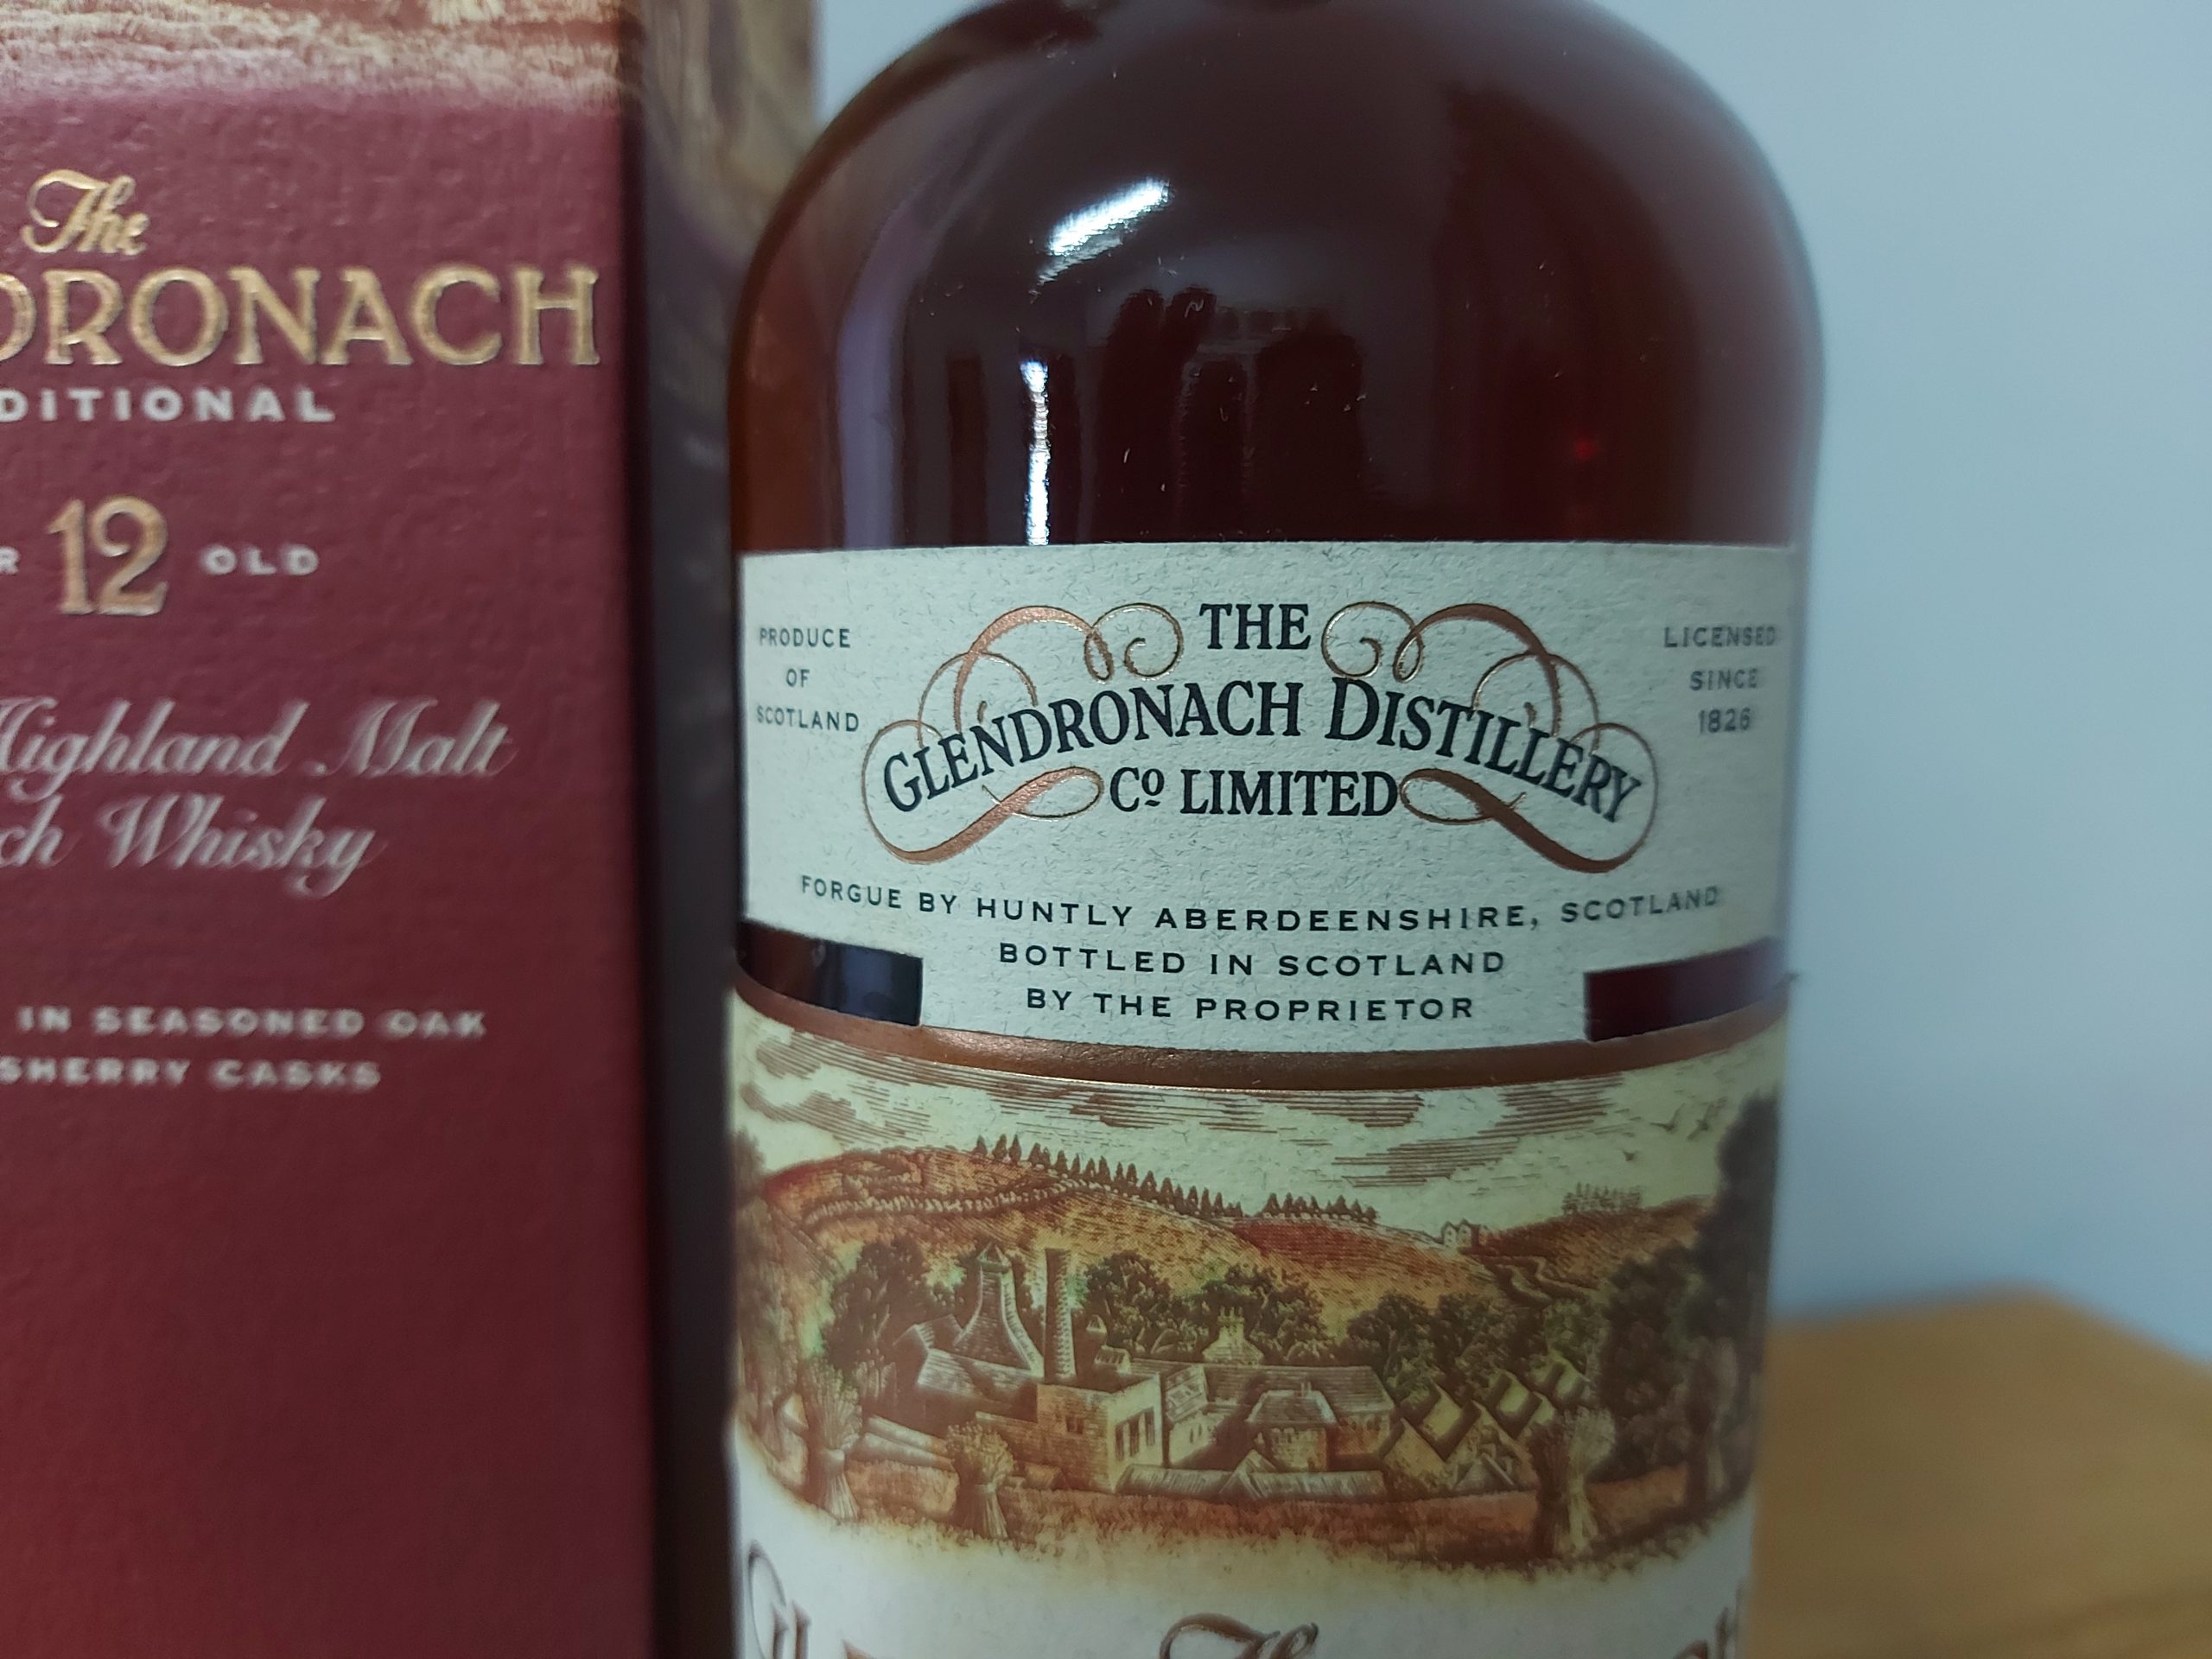 The
DRONACH
DITIONAL
R 12 OLD
Highland Malt
ch Whisky
IN SEASONED OAK
SHERRY CASKS
PRODUCE
OF
SCOTLAND
THE
GLENDRONACH DISTILLERY
Cº LIMITED
LICENSED
SINCE
1826
FORGUE BY HUNTLY ABERDEENSHIRE, SCOTLAND
BOTTLED IN SCOTLAND
BY THE PROPRIETOR
The